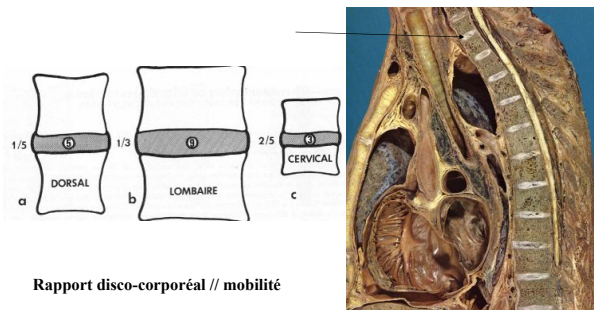 1/5
5
DORSAL
a
1/3
9
LOMBAIRE
b
2/5
3
CERVICAL
c
Rapport disco-corporéal // mobilité